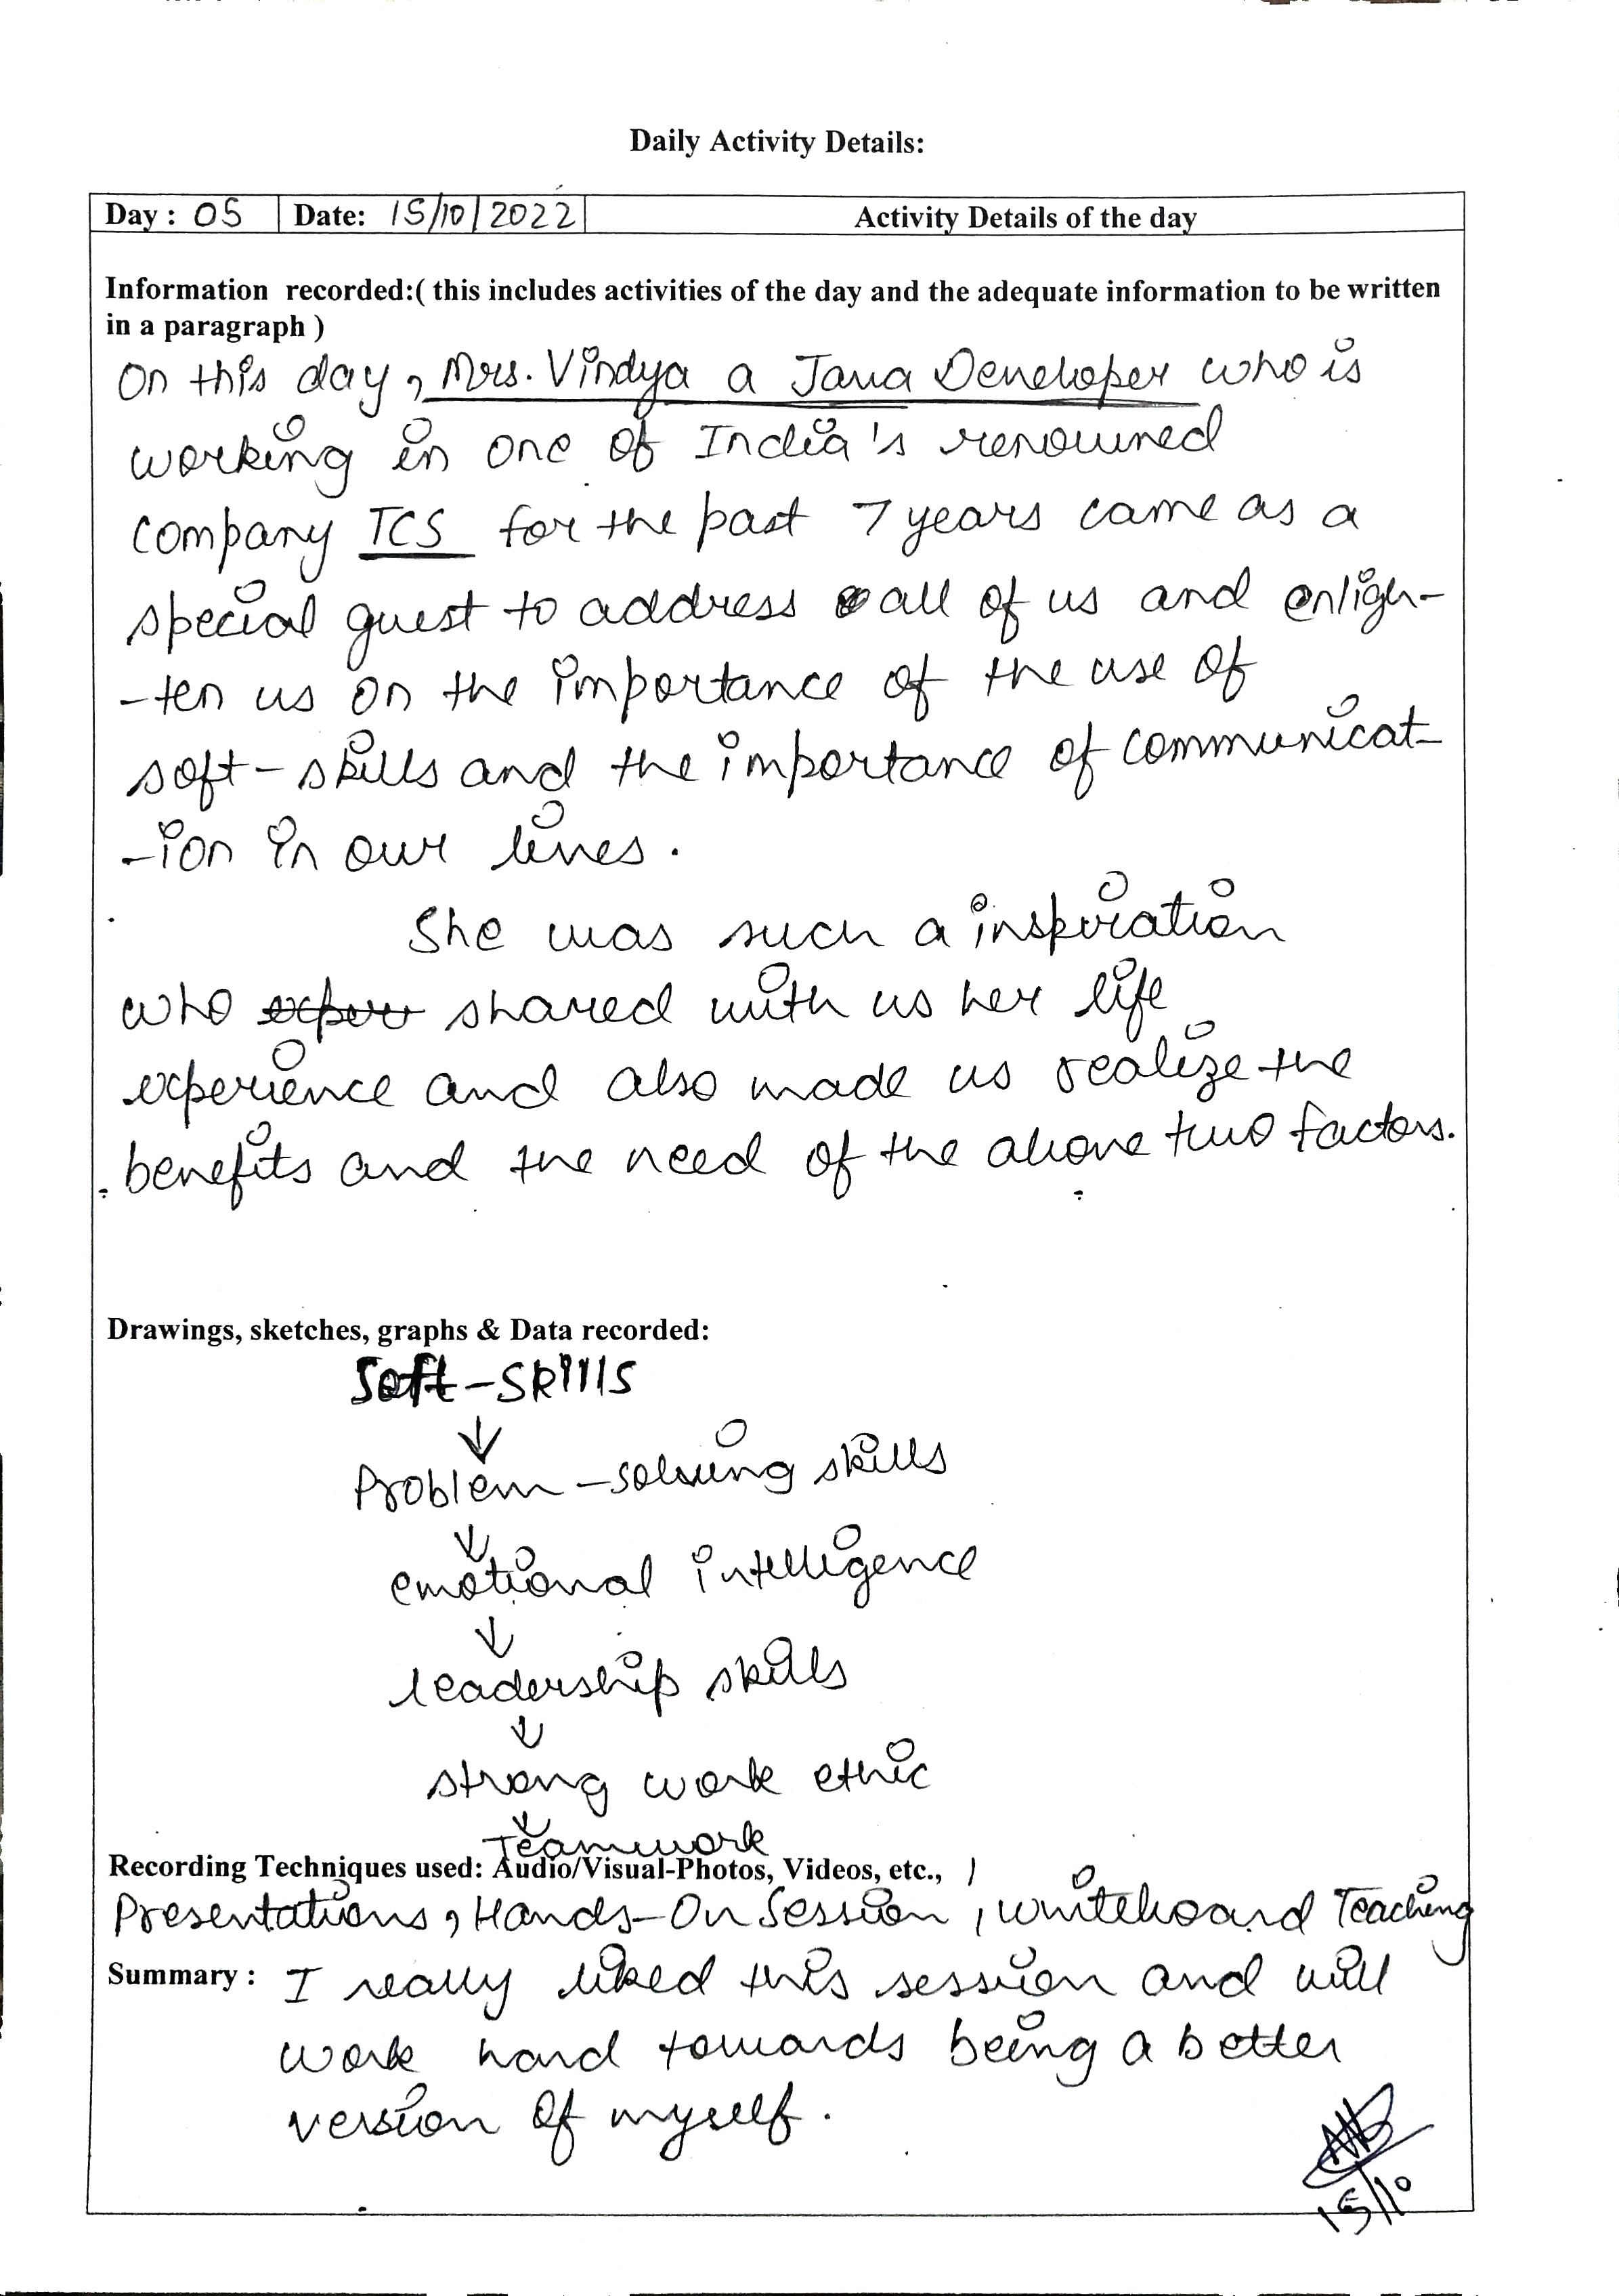 Daily Activity Details:
Day : 05 Date: 15/10/2022 Activity Details of the day
Information recorded:( this includes activities of the day and the adequate information to be written
in a paragraph )
On this day, Mrs. Vindya a Java Developer who is
working in one of India's renowned
company TCS for the past 7 years came as a
special guest to address all of us and enligh-
-ten us on the importance of the use of
soft-skills and the importance of communicat-
-ion in our lives.
She was such a inspiration
who shared with us her life
experience and also made us realize the
benefits and the need of the above two factors.
Drawings, sketches, graphs & Data recorded:
Soft-Skills
↓
Problem-solving skills
↓
emotional intelligence
↓
leadership skills
↓
strong work ethic
↓
Teamwork
Recording Techniques used: Audio/Visual-Photos, Videos, etc.,
Presentations, Hands-On Session, whiteboard Teaching
Summary : I really liked this session and will
work hard towards being a better
version of myself.
15/10